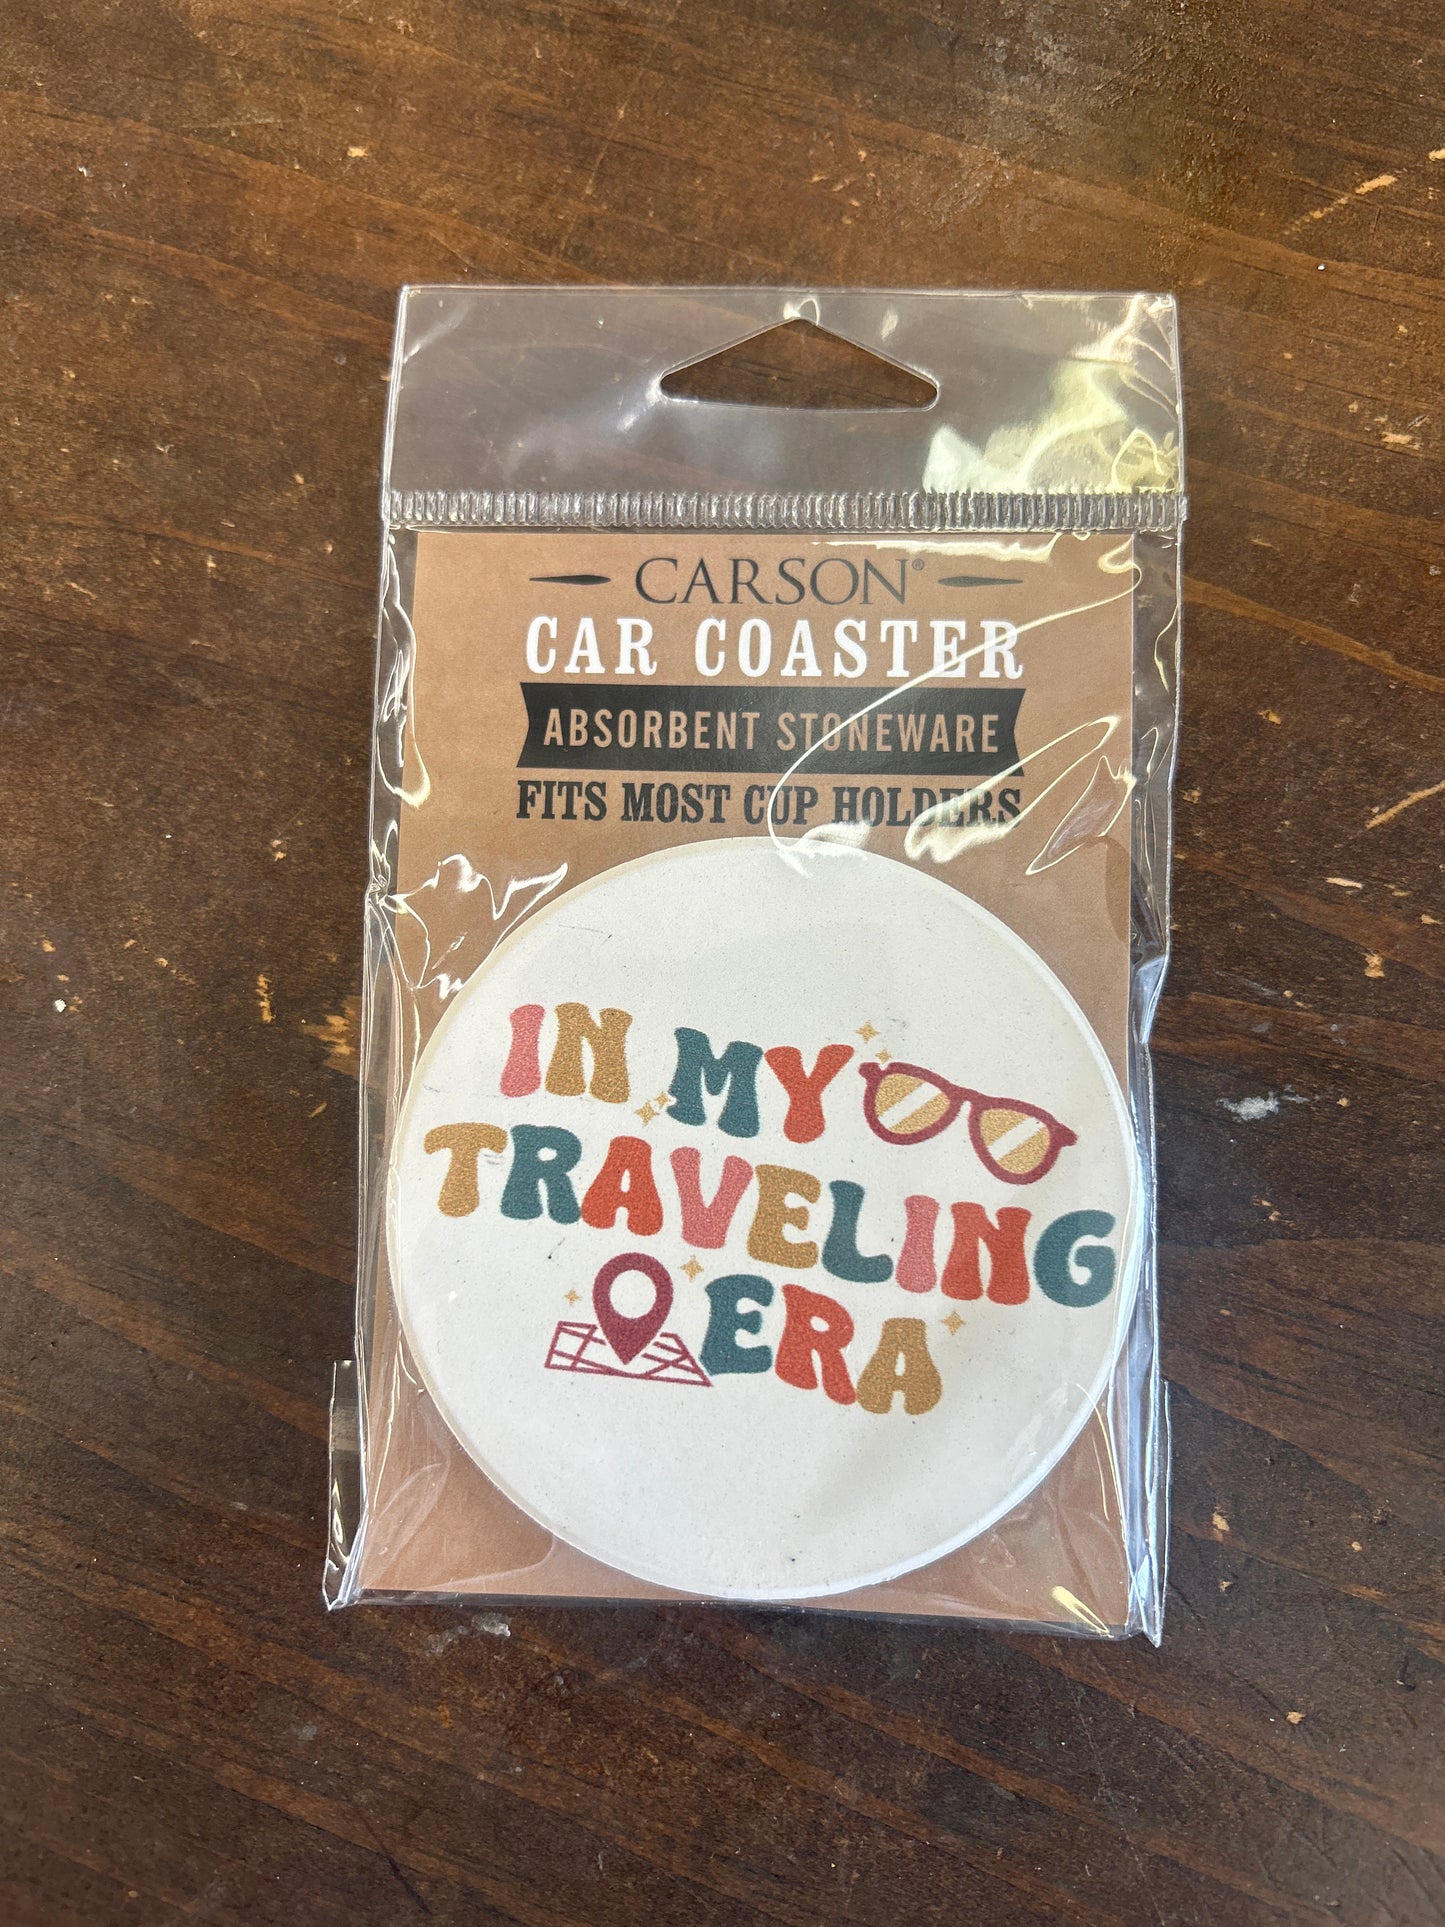 CARSON®
CAR COASTER
ABSORBENT STONEWARE
FITS MOST CUP HOLDERS
IN MY
TRAVELING
ERA